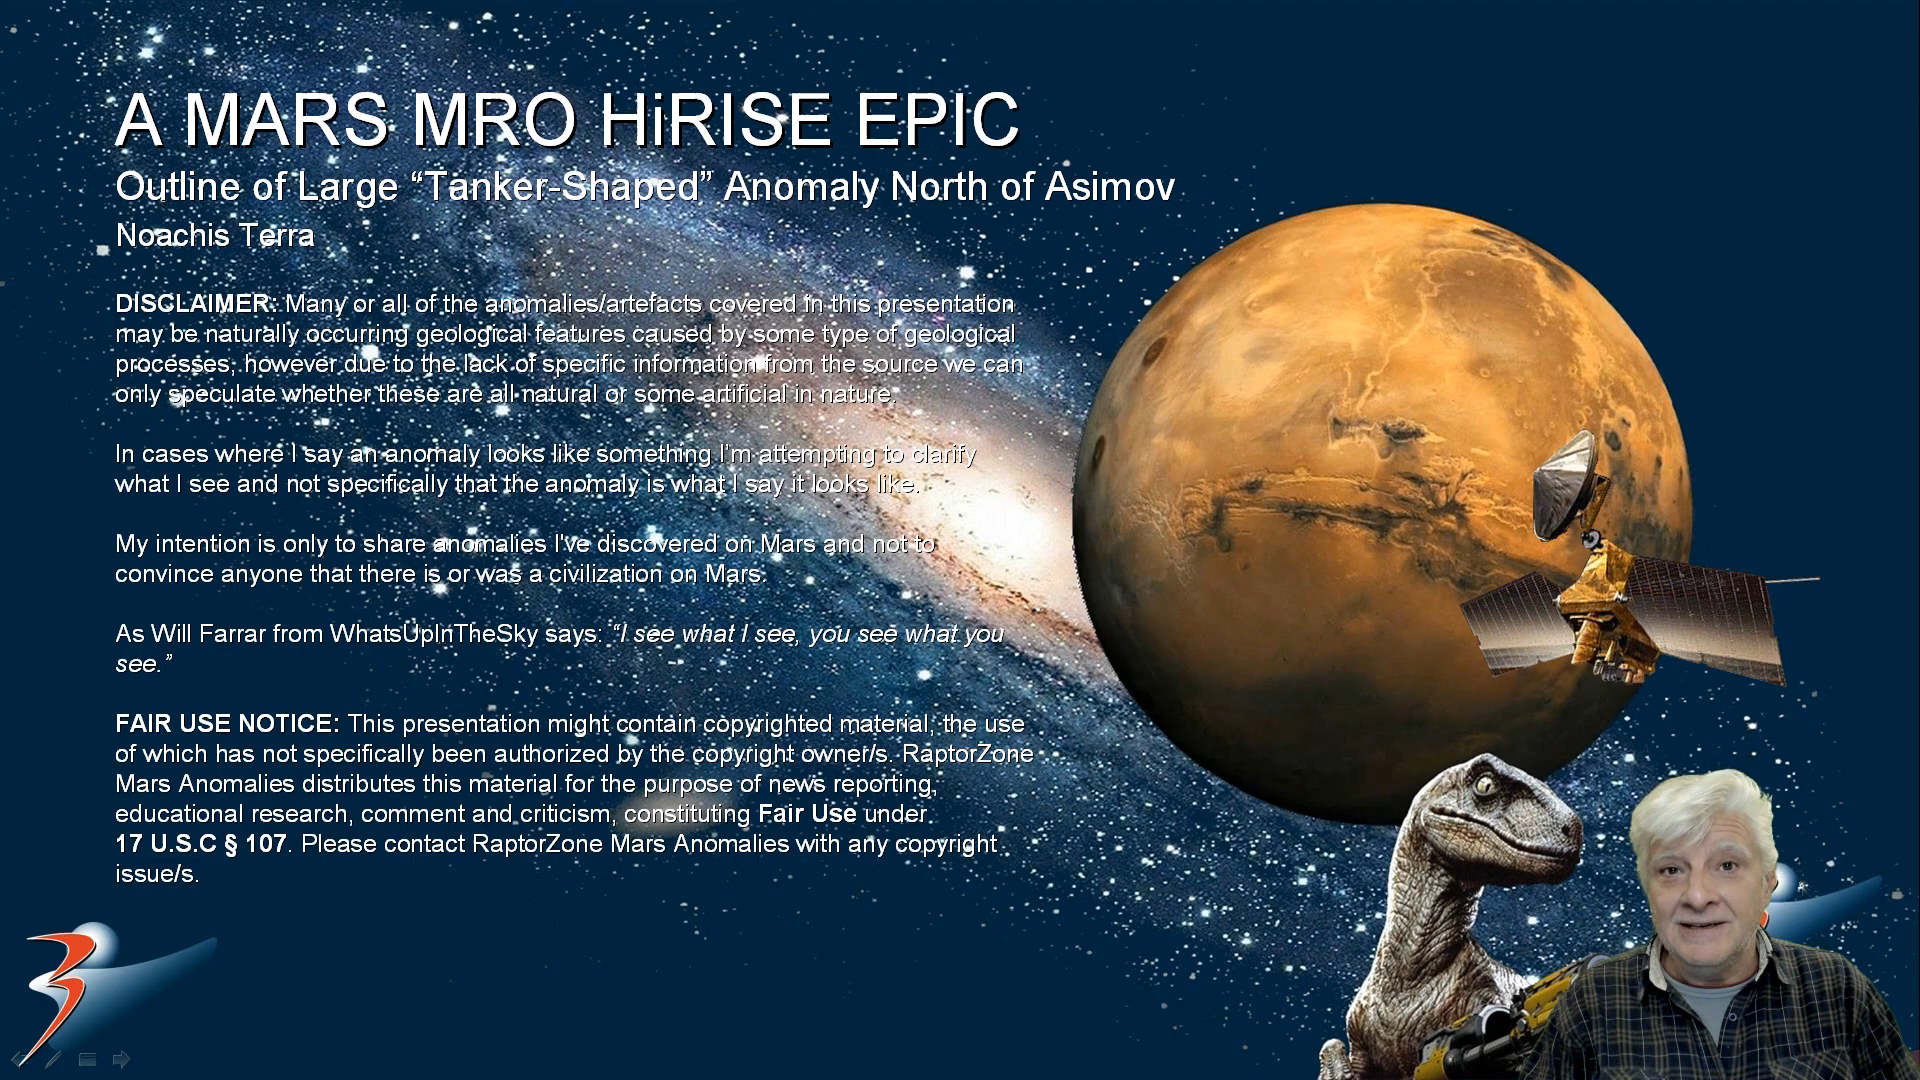 A MARS MRO HiRISE EPIC
Outline of Large “Tanker-Shaped” Anomaly North of Asimov
Noachis Terra
DISCLAIMER: Many or all of the anomalies/artefacts covered in this presentation
may be naturally occurring geological features caused by some type of geological
processes, however due to the lack of specific information from the source we can
only speculate whether these are all natural or some artificial in nature.
In cases where I say an anomaly looks like something I'm attempting to clarify
what I see and not specifically that the anomaly is what I say it looks like.
My intention is only to share anomalies I've discovered on Mars and not to
convince anyone that there is or was a civilization on Mars.
As Will Farrar from WhatsUpInTheSky says: “I see what I see, you see what you
see.”
FAIR USE NOTICE: This presentation might contain copyrighted material, the use
of which has not specifically been authorized by the copyright owner/s. RaptorZone
Mars Anomalies distributes this material for the purpose of news reporting,
educational research, comment and criticism, constituting Fair Use under
17 U.S.C § 107. Please contact RaptorZone Mars Anomalies with any copyright
issue/s.